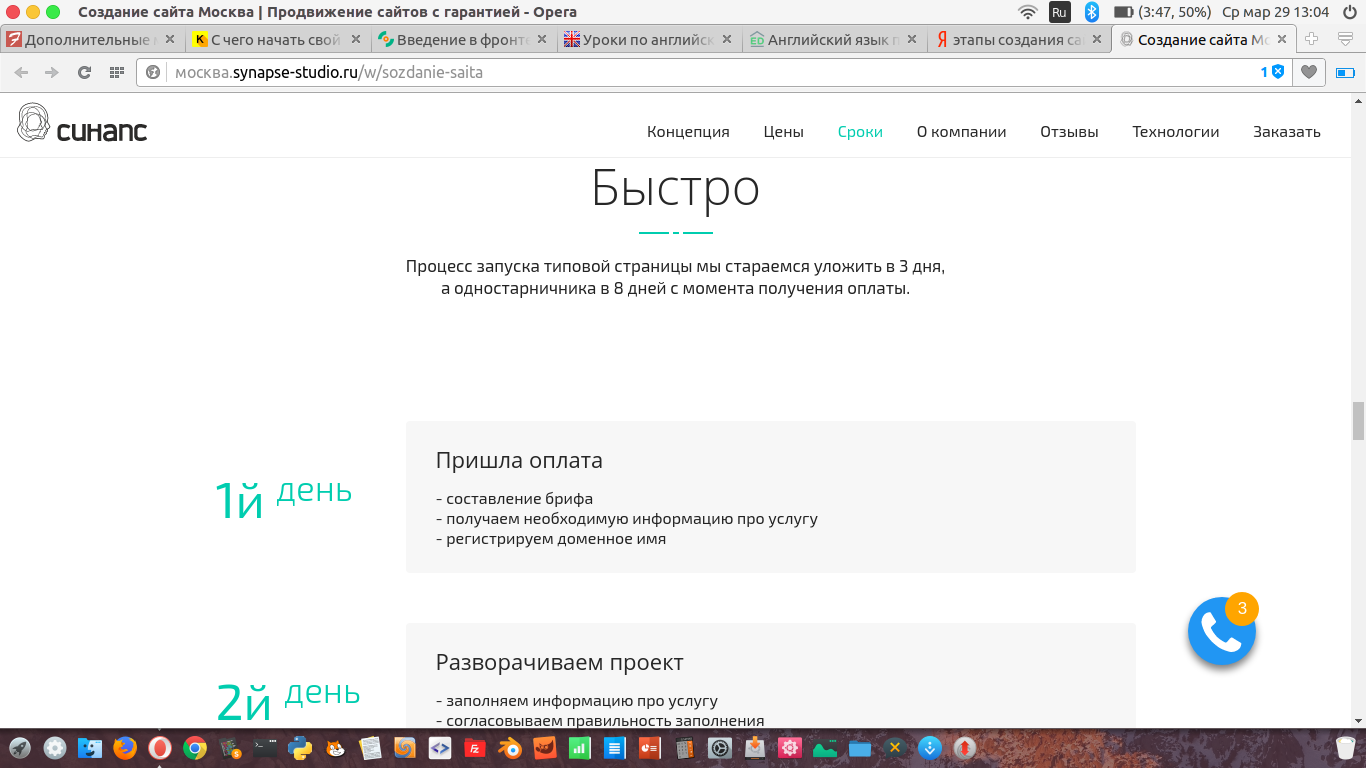 Создание сайта Москва | Продвижение сайтов с гарантией - Opera
Ru
(3:47, 50%)
Ср мар 29 13:04
Дополнительные
С чего начать свой
Введение в фронте
Уроки по английск
Английский язык п
этапы создания са
Создание сайта Мо
москва.synapse-studio.ru/w/sozdanie-saita
1
синапс
Концепция
Цены
Сроки
О компании
Отзывы
Технологии
Заказать
Быстро
Процесс запуска типовой страницы мы стараемся уложить в 3 дня,
а одностарничника в 8 дней с момента получения оплаты.
1й день
Пришла оплата
- составление брифа
- получаем необходимую информацию про услугу
- регистрируем доменное имя
3
2й день
Разворачиваем проект
- заполняем информацию про услугу
- согласовываем правильность заполнения